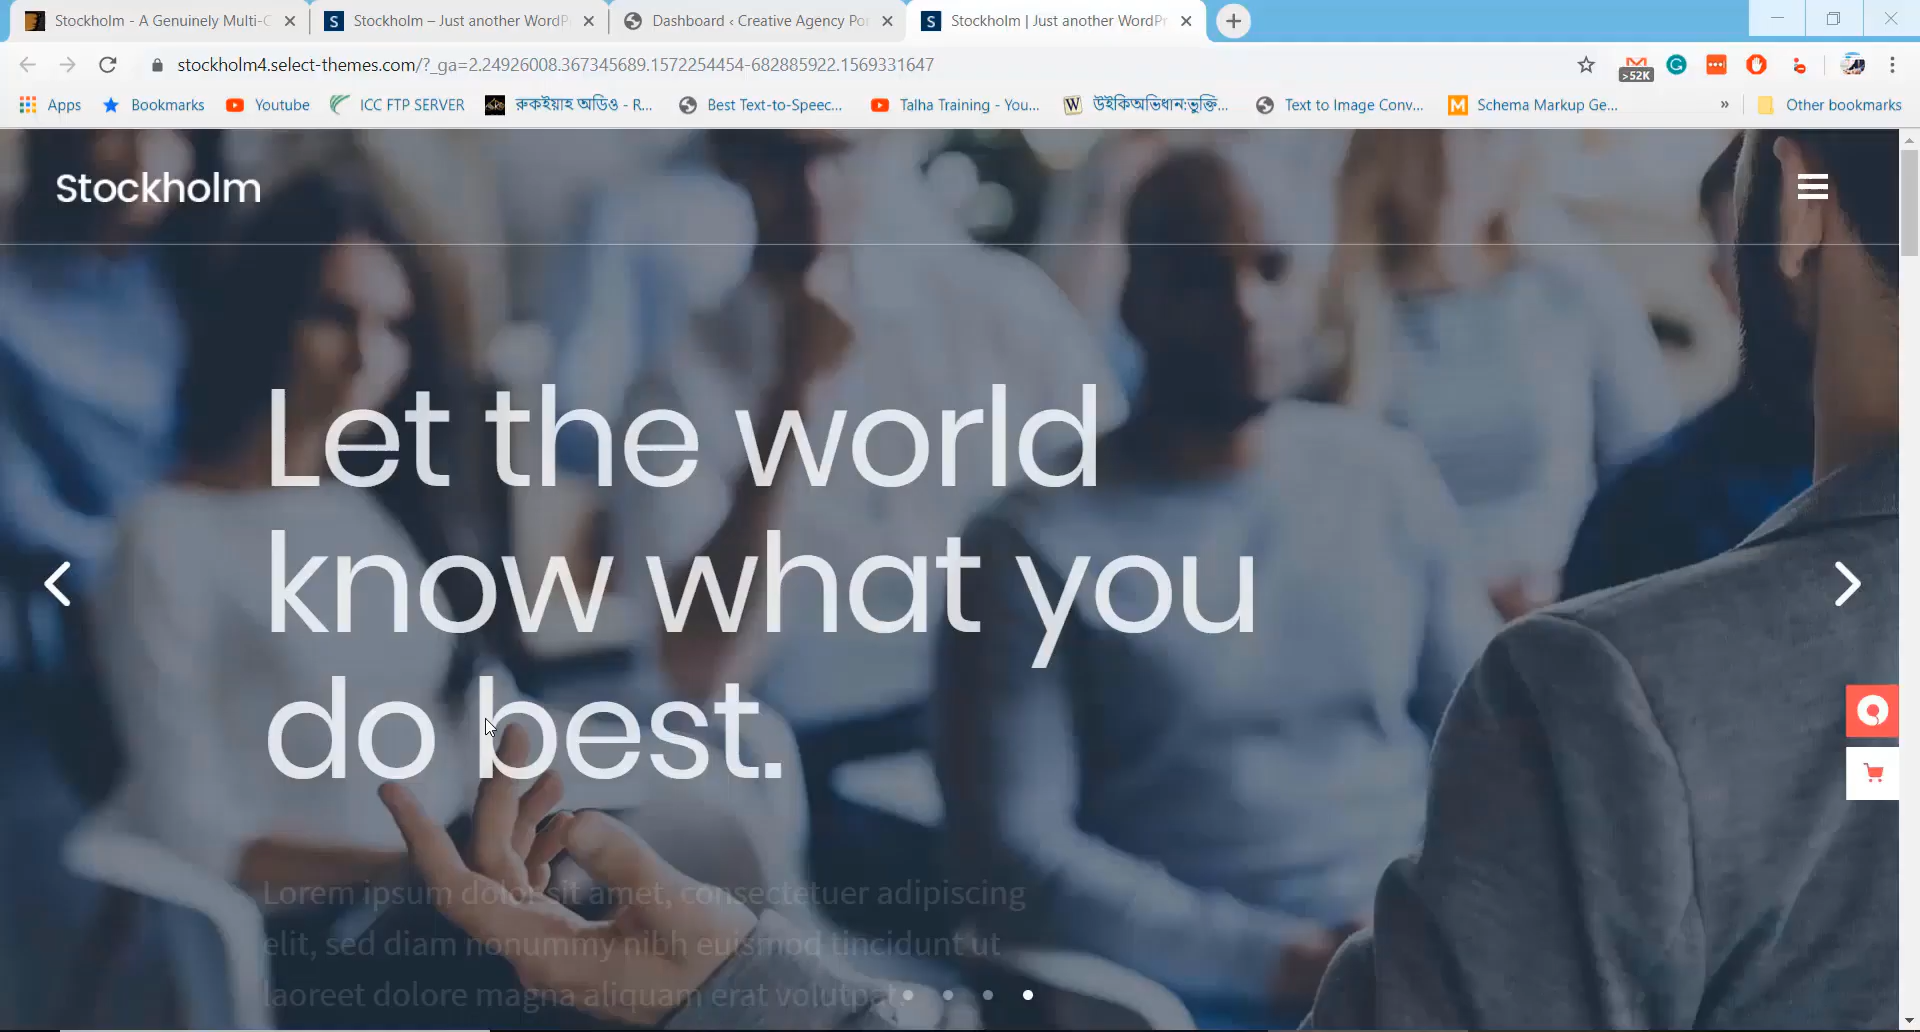 Stockholm - A Genuinely Multi-C
Stockholm – Just another WordP
Dashboard ‹ Creative Agency Por
Stockholm | Just another WordPr
stockholm4.select-themes.com/?_ga=2.24926008.367345689.1572254454-682885922.1569331647
>52K
Apps
Bookmarks
Youtube
ICC FTP SERVER
রুকইয়াহ অডিও - R...
Best Text-to-Speec...
Talha Training - You...
উইকিঅভিধান:ভুক্তি...
Text to Image Conv...
Schema Markup Ge...
»
Other bookmarks
Stockholm
Let the world
know what you
do best.
Lorem ipsum dolor sit amet, consectetuer adipiscing
elit, sed diam nonummy nibh euismod tincidunt ut
laoreet dolore magna aliquam erat volutpat.